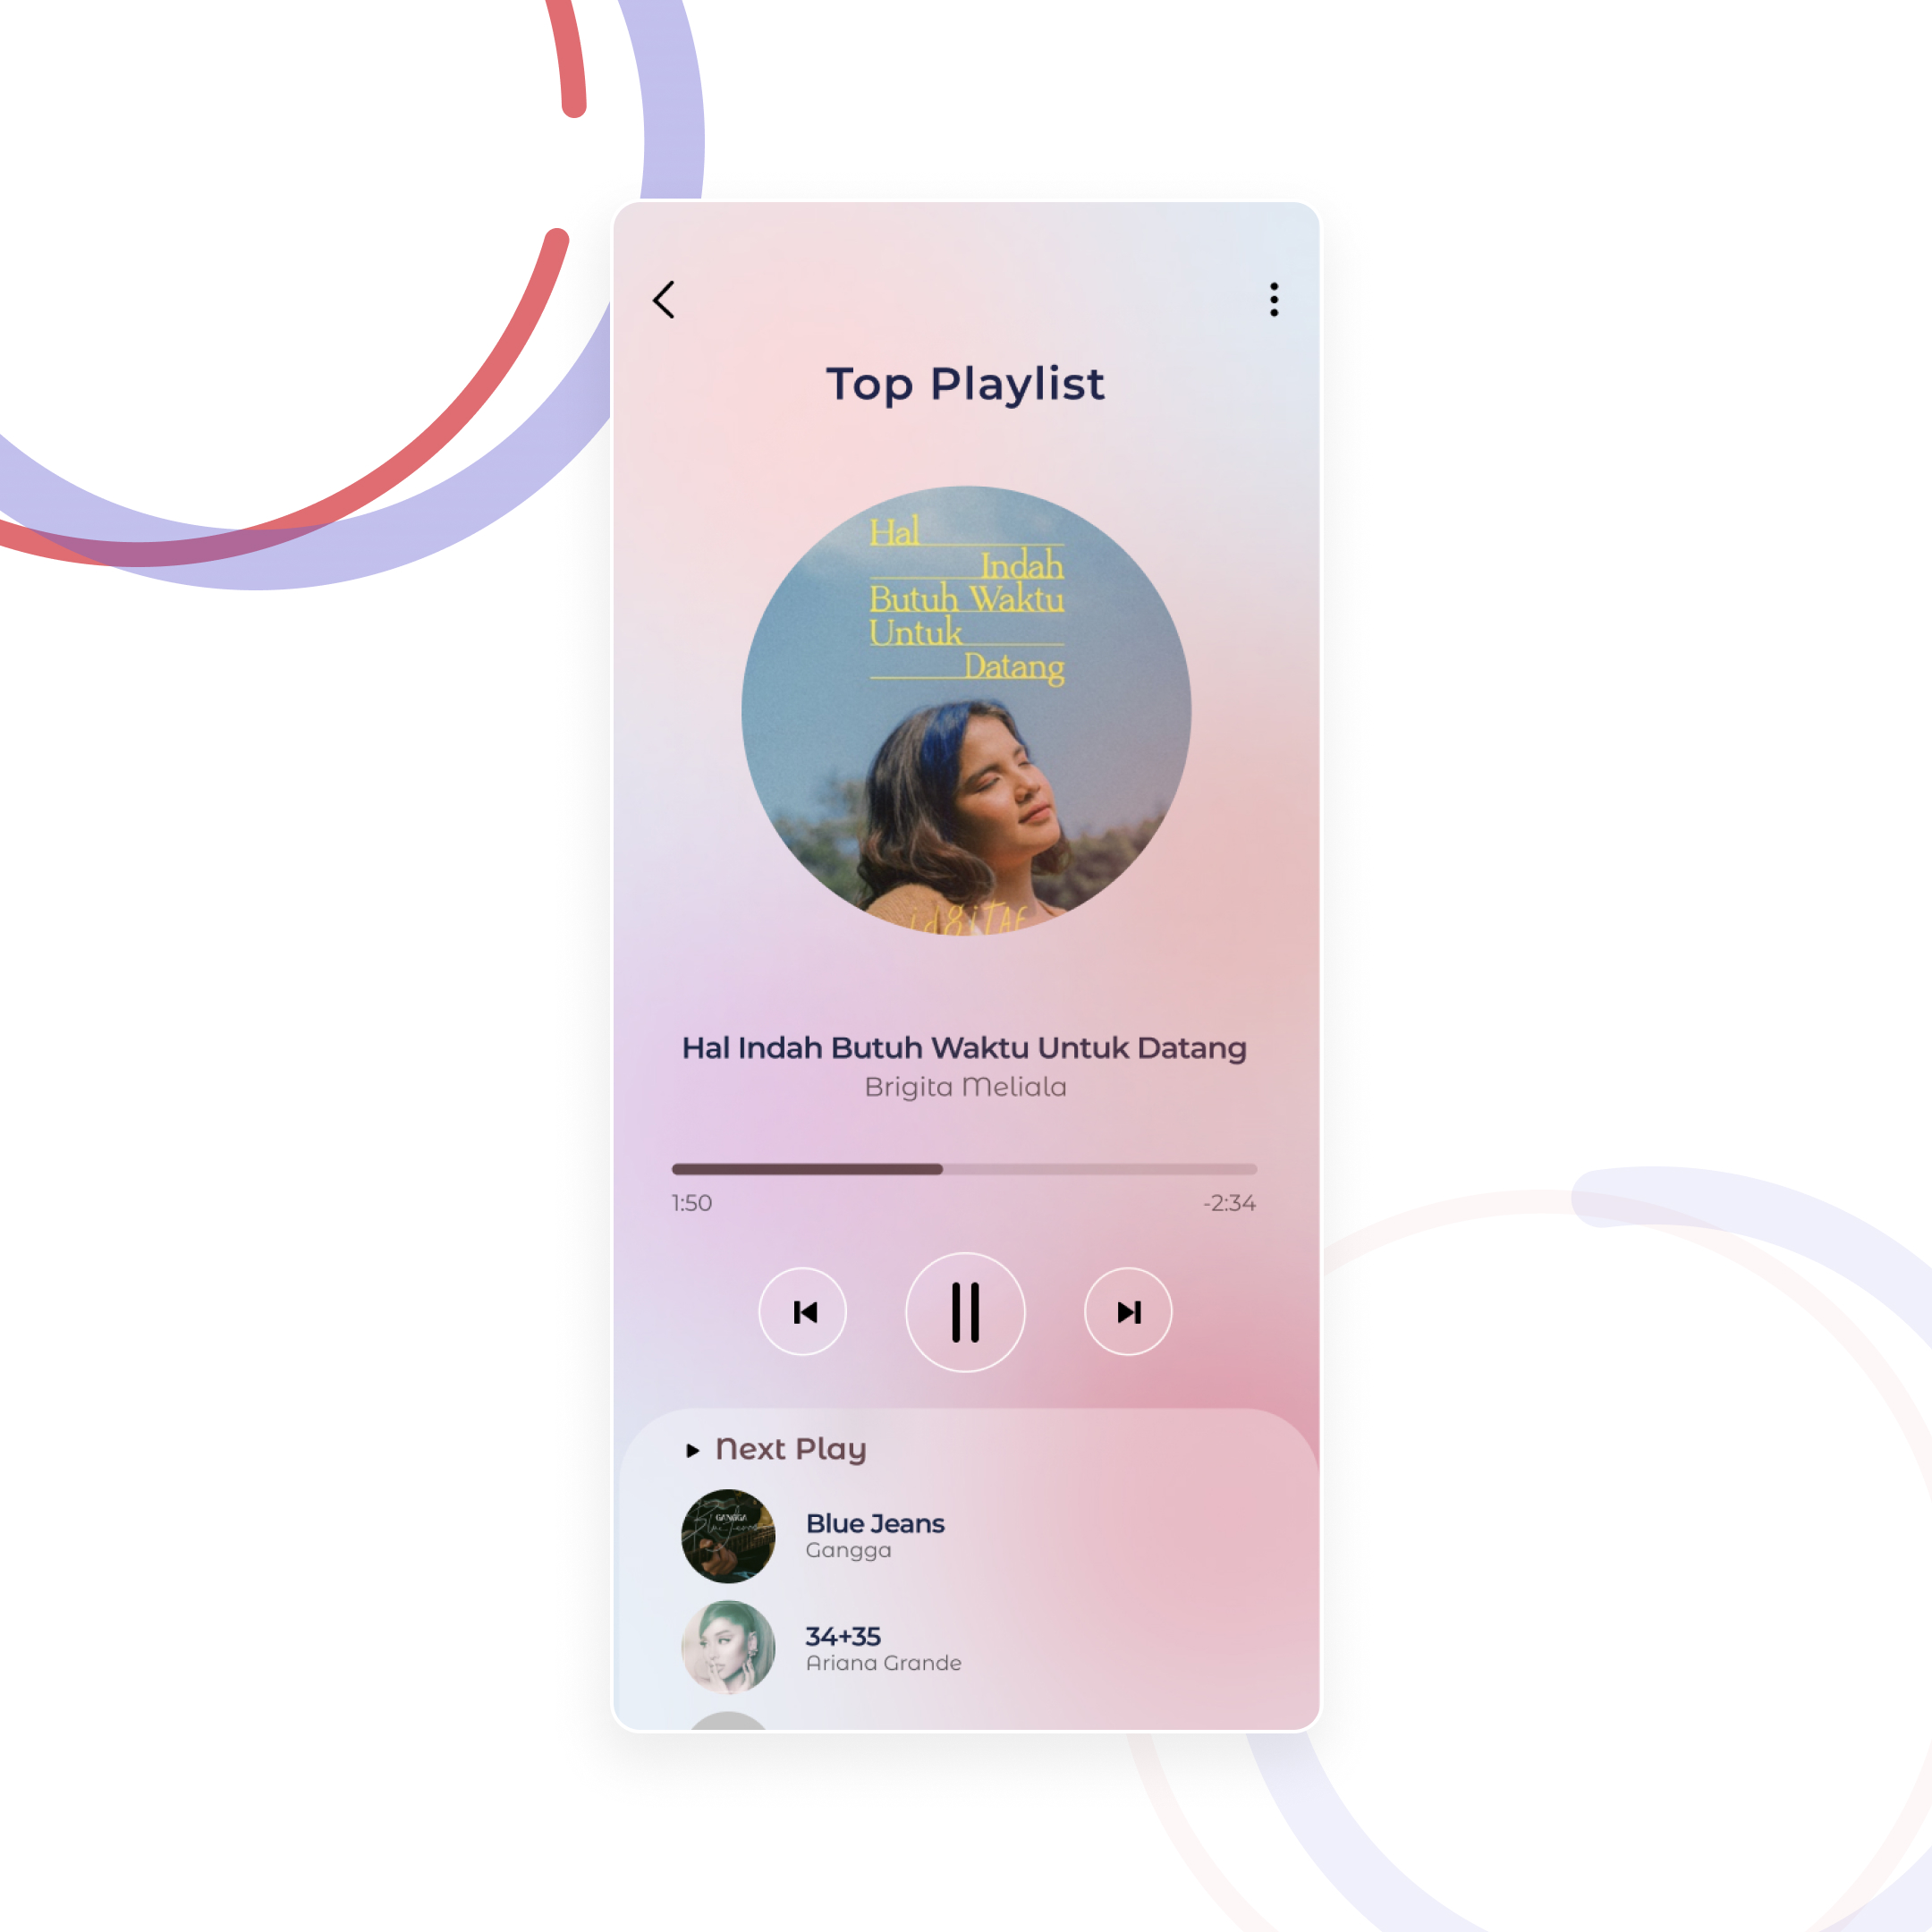 Top Playlist
Hal
Indah
Butuh Waktu
Untuk
Datang
Hal Indah Butuh Waktu Untuk Datang
Brigita Meliala
1:50
-2:34
Next Play
GANGGA
Blue Jeans
Gangga
34+35
Ariana Grande